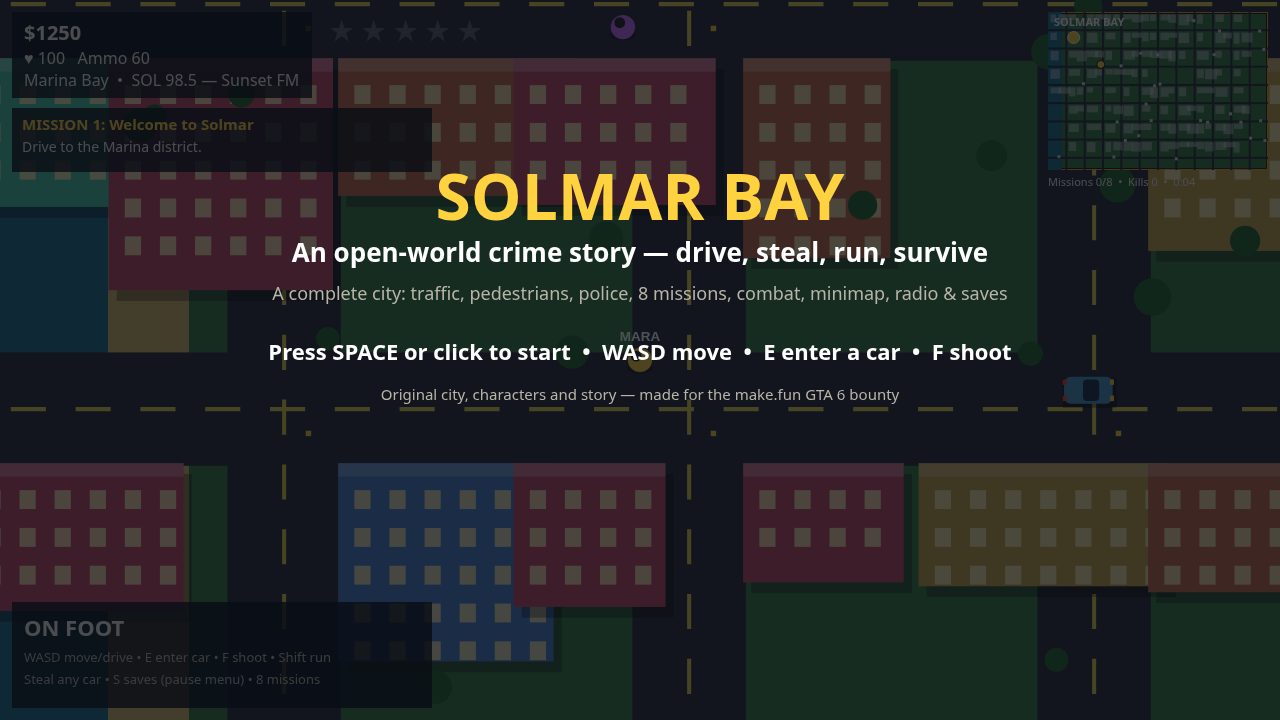 $1250
★ ★ ★ ★ ★
♥ 100 Ammo 60
Marina Bay • SOL 98.5 — Sunset FM
MISSION 1: Welcome to Solmar
Drive to the Marina district.
SOLMAR BAY
Missions 0/8 • Kills 0 • 0:04
SOLMAR BAY
An open-world crime story — drive, steal, run, survive
A complete city: traffic, pedestrians, police, 8 missions, combat, minimap, radio & saves
MARA
Press SPACE or click to start • WASD move • E enter a car • F shoot
Original city, characters and story — made for the make.fun GTA 6 bounty
ON FOOT
WASD move/drive • E enter car • F shoot • Shift run
Steal any car • S saves (pause menu) • 8 missions